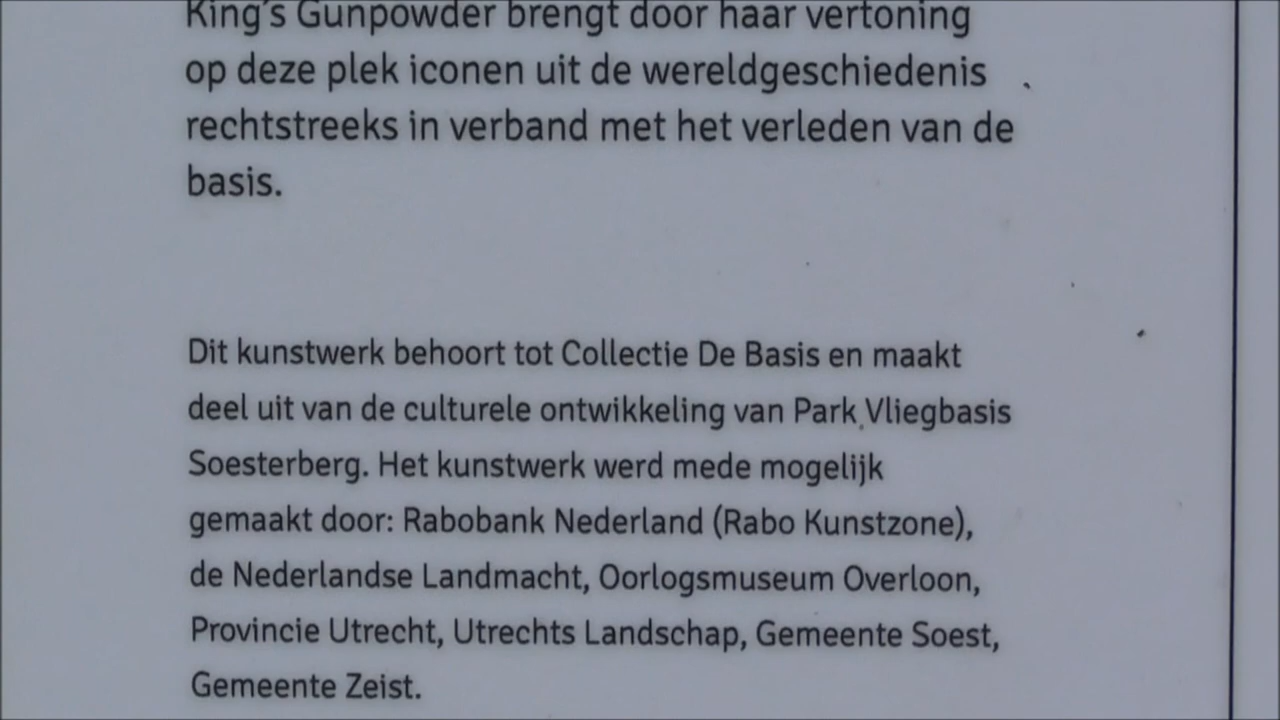 King's Gunpowder brengt door haar vertoning
op deze plek iconen uit de wereldgeschiedenis
rechtstreeks in verband met het verleden van de
basis.
Dit kunstwerk behoort tot Collectie De Basis en maakt
deel uit van de culturele ontwikkeling van Park Vliegbasis
Soesterberg. Het kunstwerk werd mede mogelijk
gemaakt door: Rabobank Nederland (Rabo Kunstzone),
de Nederlandse Landmacht, Oorlogsmuseum Overloon,
Provincie Utrecht, Utrechts Landschap, Gemeente Soest,
Gemeente Zeist.